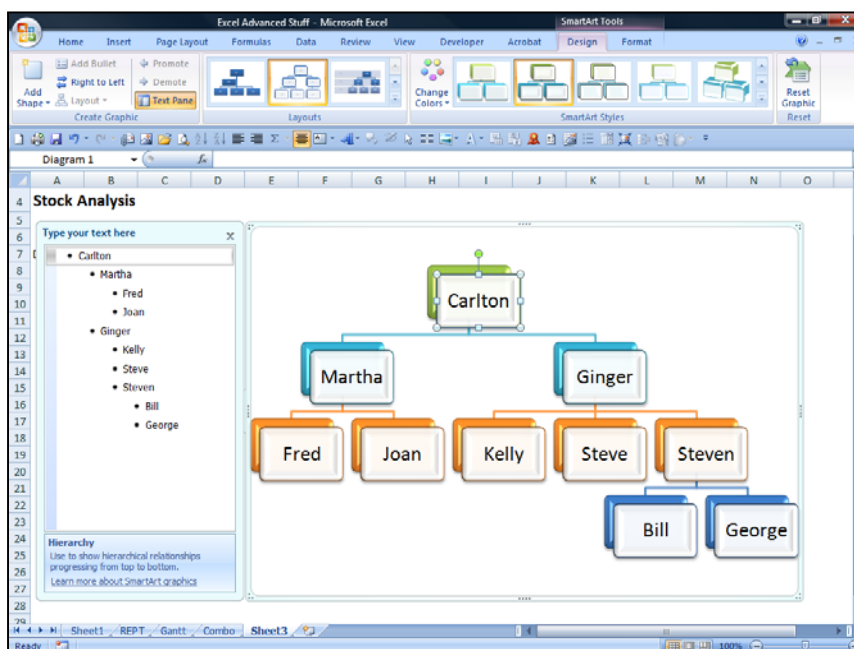 Excel Advanced Stuff - Microsoft Excel
SmartArt Tools
Home Insert Page Layout Formulas Data Review View Developer Acrobat Design Format
Add Shape
Add Bullet
Right to Left
Layout
Promote
Demote
Text Pane
Create Graphic
Layouts
Change Colors
SmartArt Styles
Reset Graphic
Reset
Diagram 1
fx
A B C D E F G H I J K L M N O
4 Stock Analysis
5
6
7
8
9
10
11
12
13
14
15
16
17
18
19
20
21
22
23
24
25
26
27
28
29
Type your text here
x
Carlton
Martha
Fred
Joan
Ginger
Kelly
Steve
Steven
Bill
George
Hierarchy
Use to show hierarchical relationships
progressing from top to bottom.
Learn more about SmartArt graphics
Carlton
Martha Ginger
Fred Joan Kelly Steve Steven
Bill George
Sheet1 REPT Gantt Combo Sheet3
Ready
100%